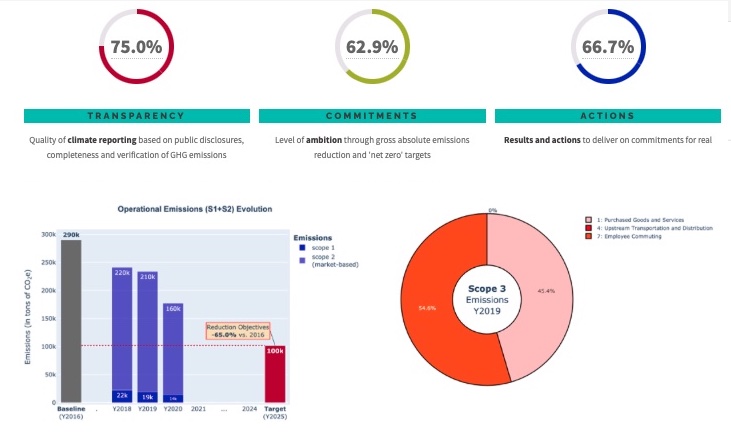 75.0%
62.9%
66.7%
TRANSPARENCY
COMMITMENTS
ACTIONS
Quality of climate reporting based on public disclosures,
completeness and verification of GHG emissions
Level of ambition through gross absolute emissions
reduction and 'net zero' targets
Results and actions to deliver on commitments for real
Operational Emissions (S1+S2) Evolution
Emissions (in tons of CO₂e)
300k
250k
200k
150k
100k
50k
0
290k
220k
210k
160k
100k
22k
19k
14k
Reduction Objectives
-65.0% vs. 2016
Baseline
(Y2016)
.
Y2018
Y2019
Y2020
2021
...
2024
Target
(Y2025)
Emissions
scope 1
scope 2
(market-based)
0%
45.4%
54.6%
Scope 3
Emissions
Y2019
1: Purchased Goods and Services
4: Upstream Transportation and Distribution
7: Employee Commuting